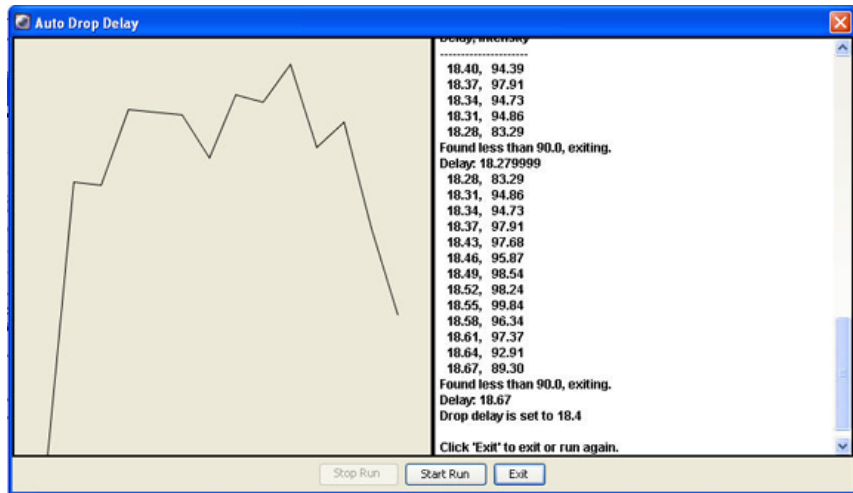 Auto Drop Delay
Delay, Intensity
---------------------
18.40, 94.39
18.37, 97.91
18.34, 94.73
18.31, 94.86
18.28, 83.29
Found less than 90.0, exiting.
Delay: 18.279999
18.28, 83.29
18.31, 94.86
18.34, 94.73
18.37, 97.91
18.43, 97.68
18.46, 95.87
18.49, 98.54
18.52, 98.24
18.55, 99.84
18.58, 96.34
18.61, 97.37
18.64, 92.91
18.67, 89.30
Found less than 90.0, exiting.
Delay: 18.67
Drop delay is set to 18.4
Click 'Exit' to exit or run again.
Stop Run
Start Run
Exit